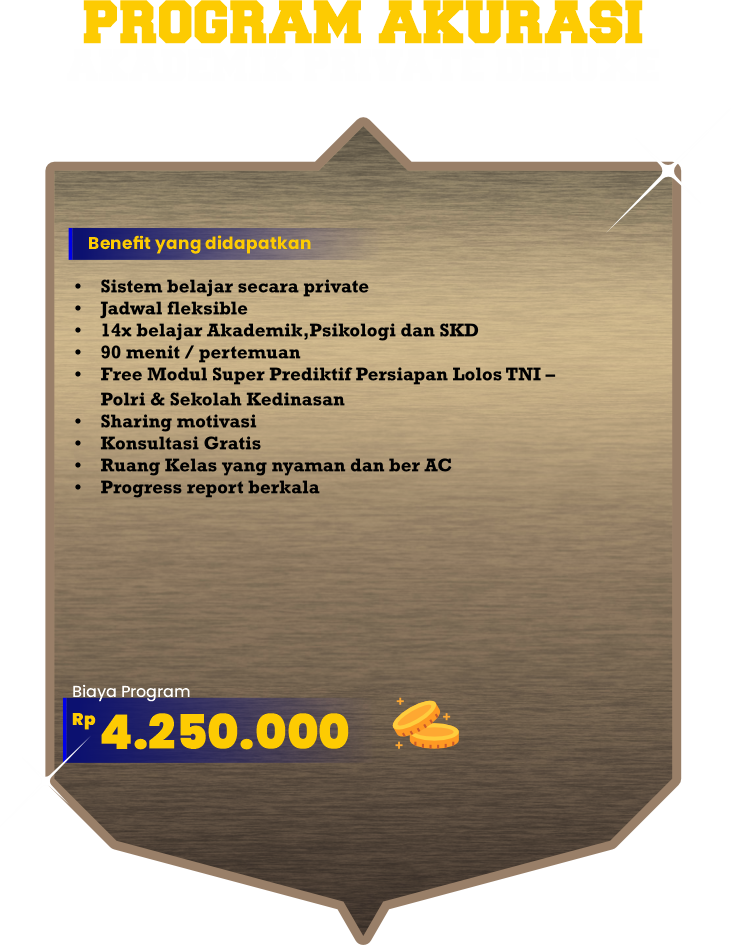 PROGRAM AKURASI
Benefit yang didapatkan
• Sistem belajar secara private
• Jadwal fleksible
• 14x belajar Akademik,Psikologi dan SKD
• 90 menit / pertemuan
• Free Modul Super Prediktif Persiapan Lolos TNI –
Polri & Sekolah Kedinasan
• Sharing motivasi
• Konsultasi Gratis
• Ruang Kelas yang nyaman dan ber AC
• Progress report berkala
Biaya Program
Rp 4.250.000